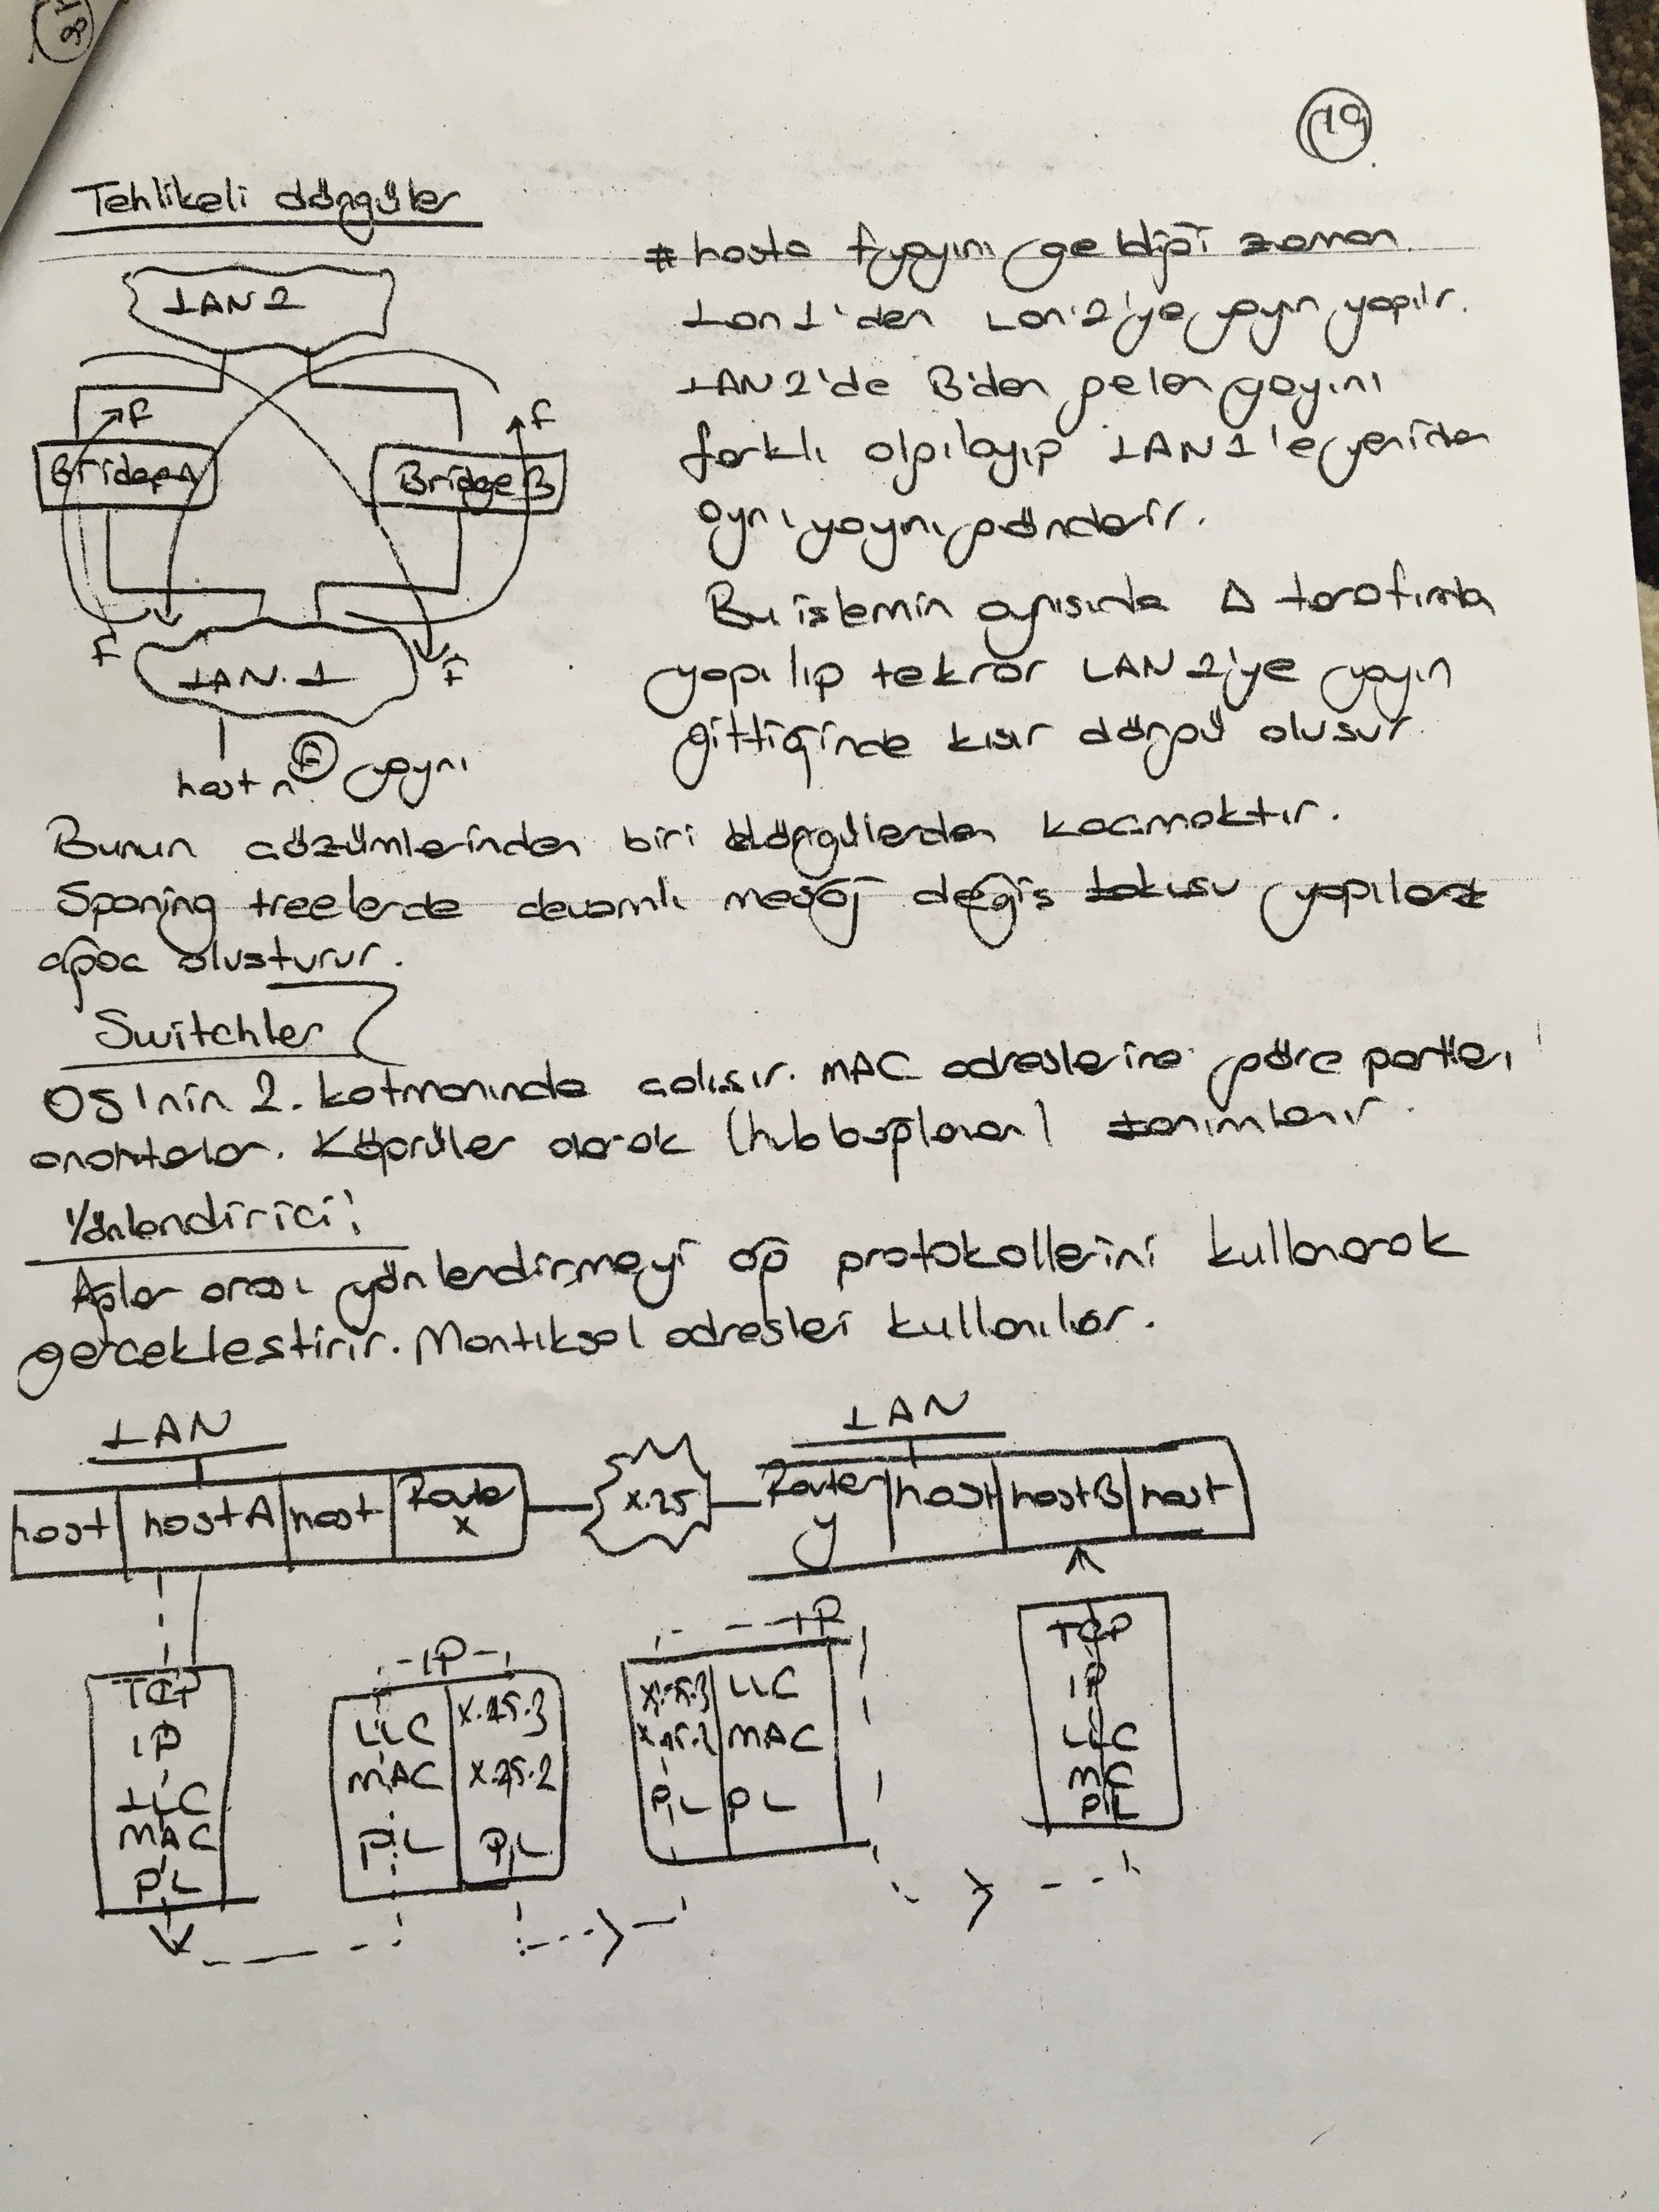 19
Tehlikeli döngüler
# hosta f yayını geldiği zaman
Lan 1'den Lan 2'ye yayın yapılır.
LAN 2'de B'den gelen yayını
farklı algılayıp LAN 1'e yeniden
aynı yayını gönderir.
Bu işlemin aynısıda A tarafında
yapılıp tekrar LAN 2'ye yayın
gittiğinde kısır döngü oluşur.
LAN 2
f
f
Bridge A
Bridge B
f
LAN 1
f
host n F yayını
Bunun çözümlerinden biri döngülerden kaçmaktır.
Spaning treelerde devamlı mesaj değiş tokuşu yapılarak
ağaç oluşturur.
Switchler
OSI nin 2. katmanında çalışır. MAC adreslerine göre portları
anahtarlar. Köprüler olarak (hub bağlanan) tanımlanır.
Yönlendirici:
Ağlar arası yönlendirmeyi ağ protokollerini kullanarak
gerçekleştirir. Mantıksal adresler kullanılır.
LAN
LAN
host host A host Route x X.25 Router y host host B host
IP
IP
TCP
IP
LLC
MAC
PL
LLC X.25.3
MAC X.25.2
PL PL
X.25.3 LLC
X.25.2 MAC
PL PL
TCP
IP
LLC
MC
PL